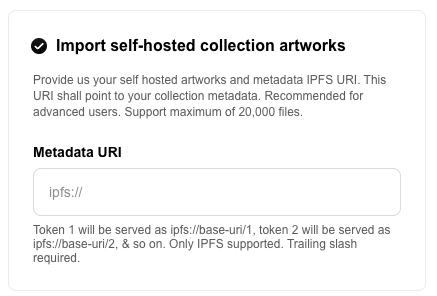 Import self-hosted collection artworks
Provide us your self hosted artworks and metadata IPFS URI. This
URI shall point to your collection metadata. Recommended for
advanced users. Support maximum of 20,000 files.
Metadata URI
ipfs://
Token 1 will be served as ipfs://base-uri/1, token 2 will be served as
ipfs://base-uri/2, & so on. Only IPFS supported. Trailing slash
required.